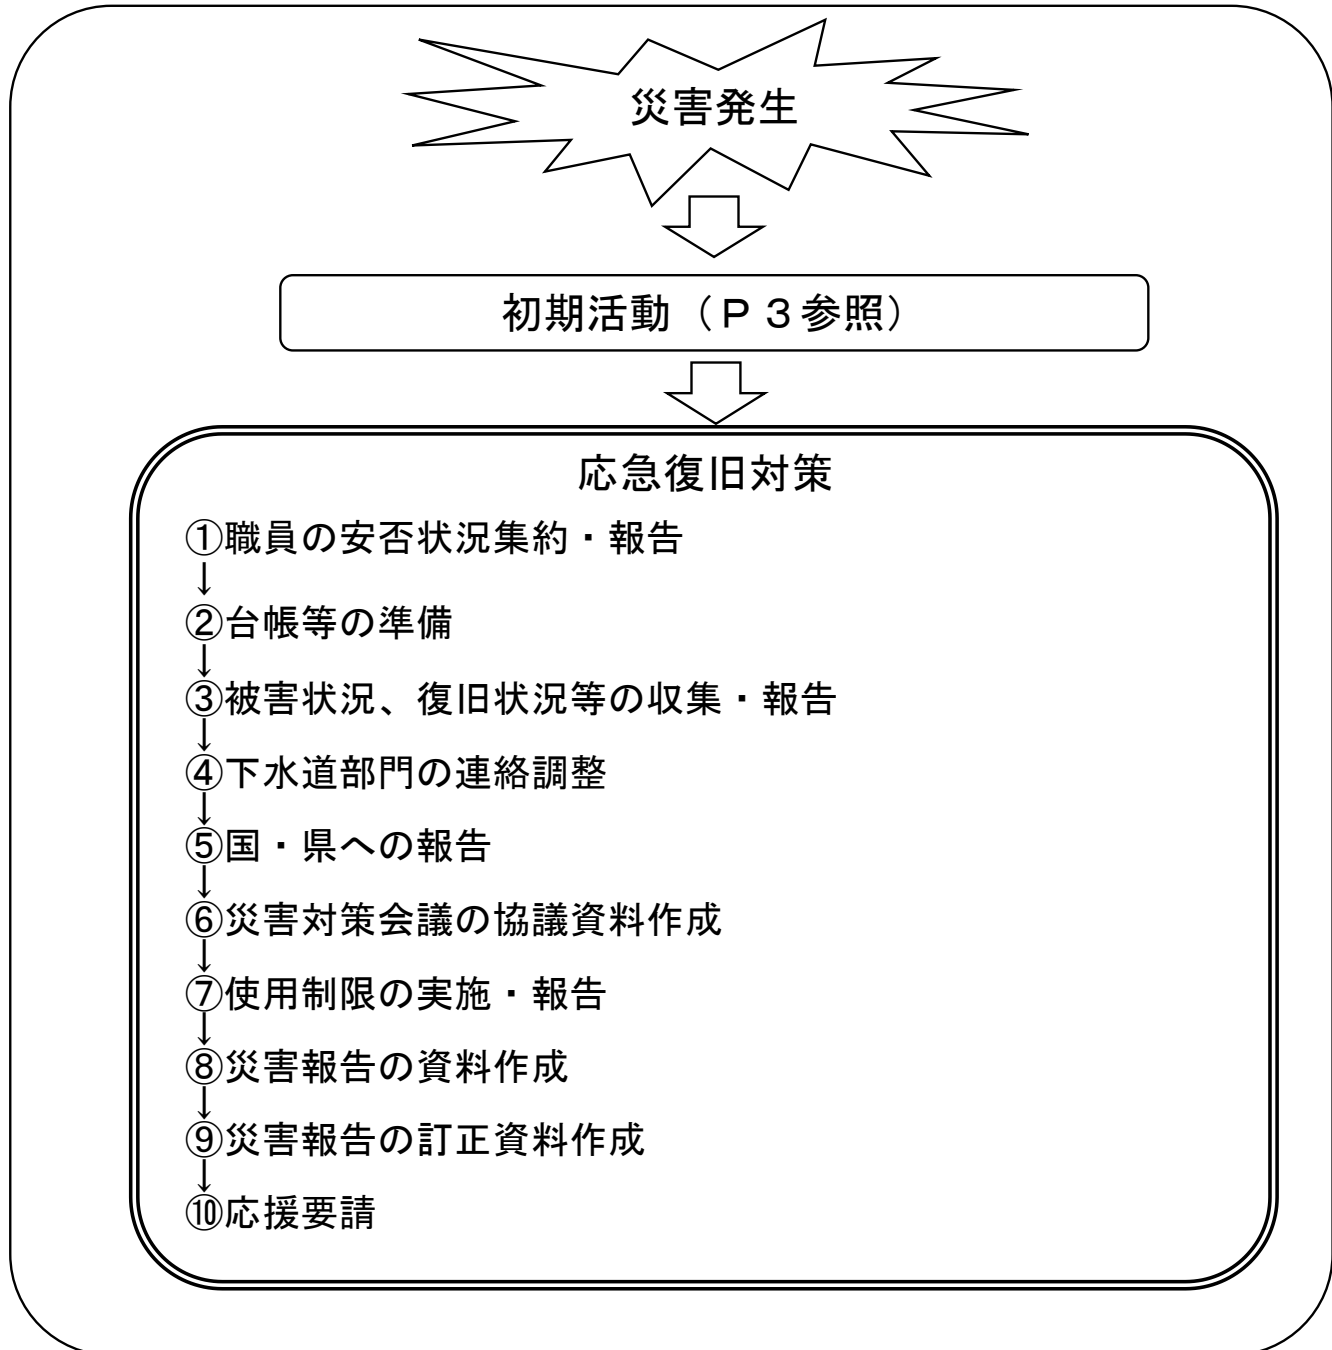 災害発生
初期活動（Ｐ３参照）
応急復旧対策
①職員の安否状況集約・報告
↓
②台帳等の準備
↓
③被害状況、復旧状況等の収集・報告
↓
④下水道部門の連絡調整
↓
⑤国・県への報告
↓
⑥災害対策会議の協議資料作成
↓
⑦使用制限の実施・報告
↓
⑧災害報告の資料作成
↓
⑨災害報告の訂正資料作成
↓
⑩応援要請